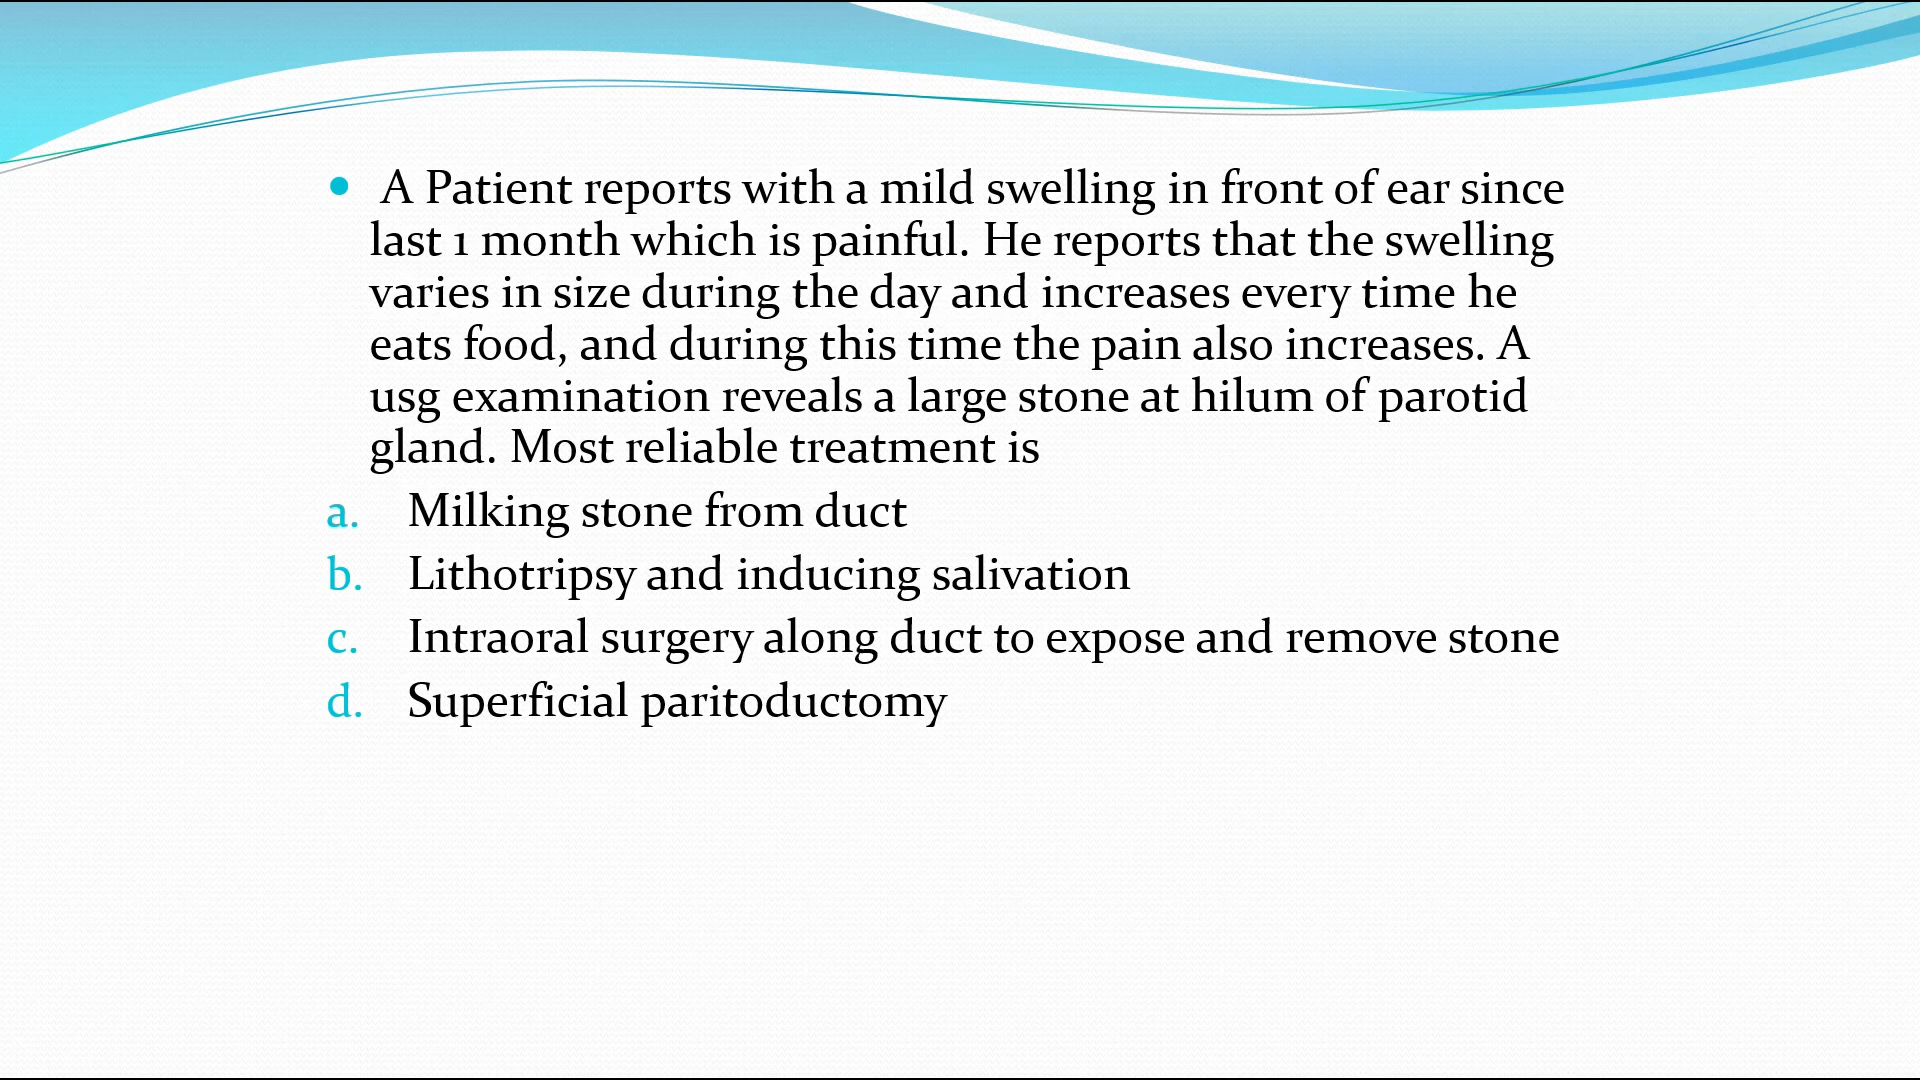 • A Patient reports with a mild swelling in front of ear since
last 1 month which is painful. He reports that the swelling
varies in size during the day and increases every time he
eats food, and during this time the pain also increases. A
usg examination reveals a large stone at hilum of parotid
gland. Most reliable treatment is
a. Milking stone from duct
b. Lithotripsy and inducing salivation
c. Intraoral surgery along duct to expose and remove stone
d. Superficial paritoductomy